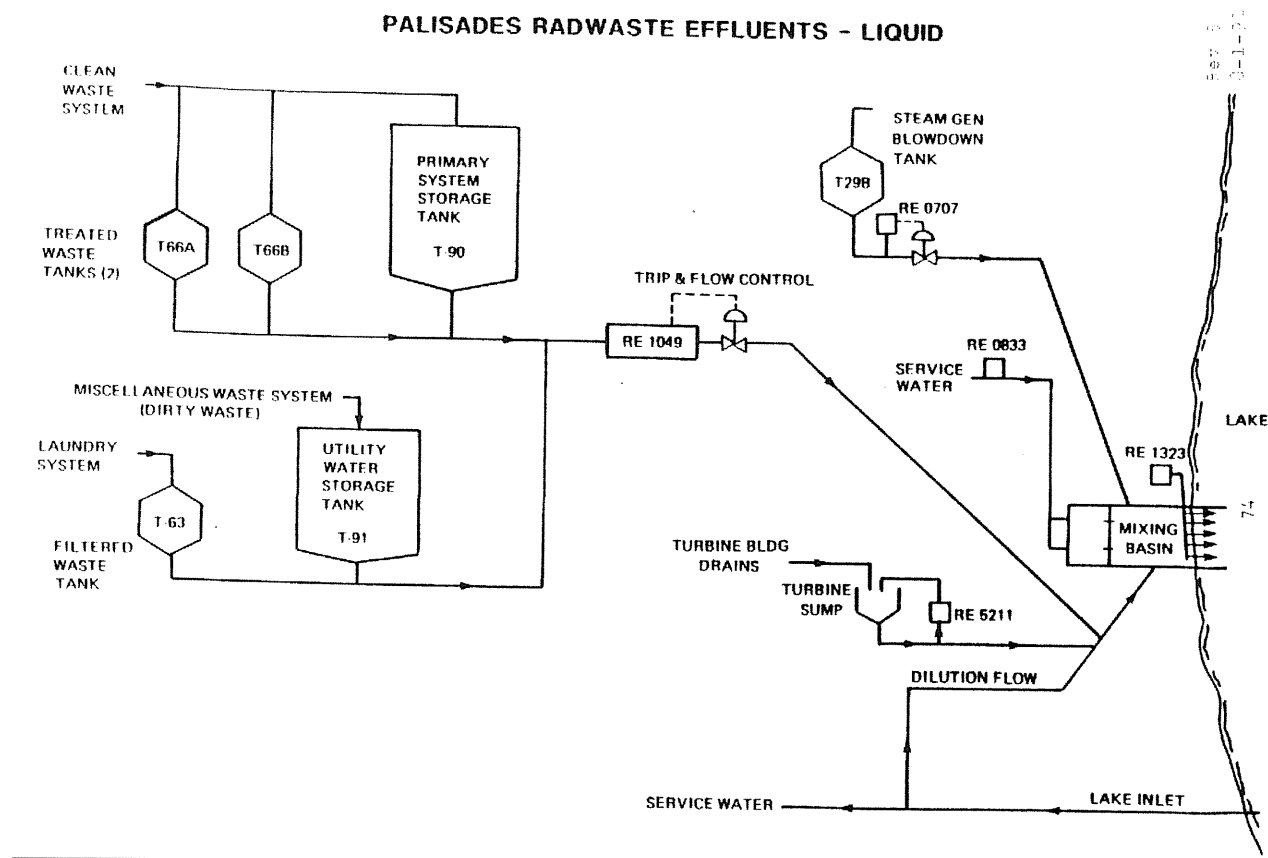 PALISADES RADWASTE EFFLUENTS - LIQUID
CLEAN
WASTE
SYSTEM
PRIMARY
SYSTEM
STORAGE
TANK
T-90
TREATED
WASTE
TANKS (2)
T66A
T66B
STEAM GEN
BLOWDOWN
TANK
T29B
RE 0707
TRIP & FLOW CONTROL
RE 1049
RE 0833
SERVICE
WATER
MISCELLANEOUS WASTE SYSTEM
(DIRTY WASTE)
LAUNDRY
SYSTEM
UTILITY
WATER
STORAGE
TANK
T-91
T-63
FILTERED
WASTE
TANK
LAKE
RE 1323
74
MIXING
BASIN
TURBINE BLDG
DRAINS
TURBINE
SUMP
RE 5211
DILUTION FLOW
SERVICE WATER
LAKE INLET